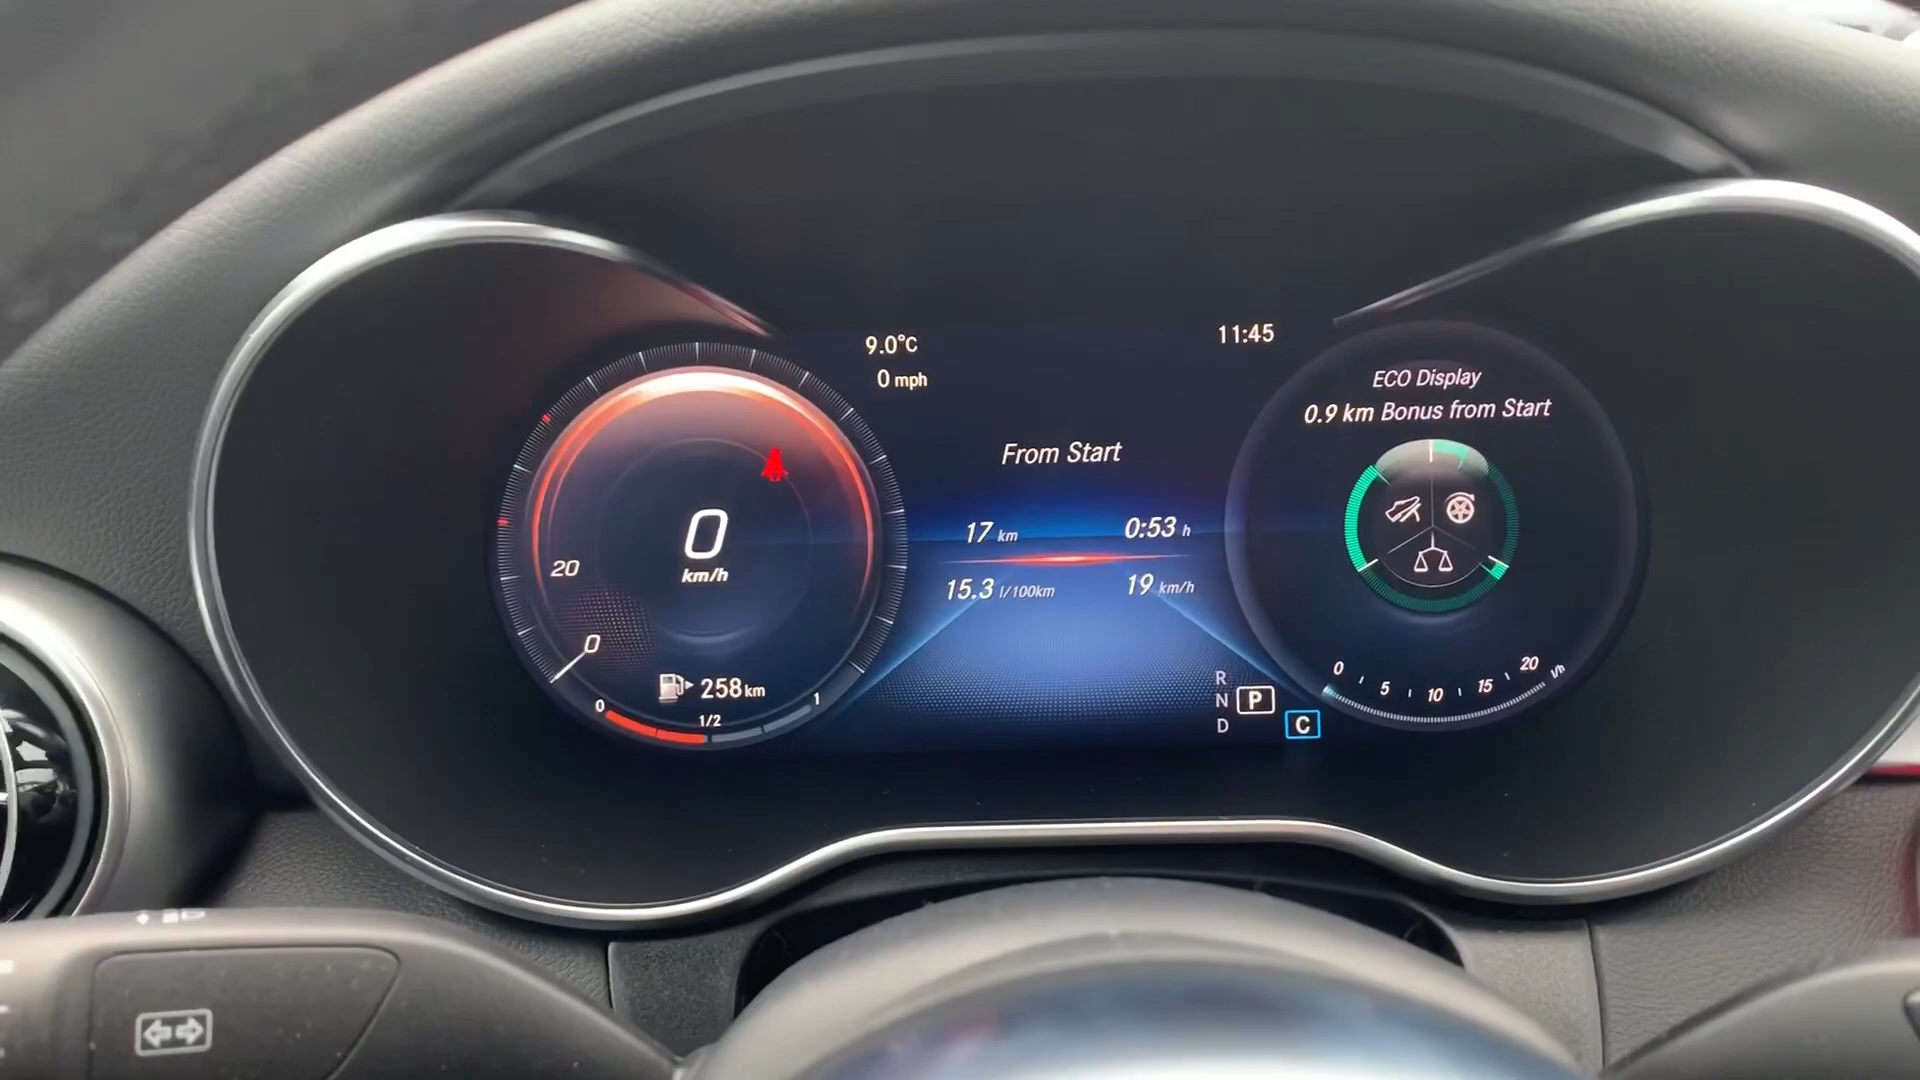 9.0°C
0 mph
11:45
20
0
0 km/h
258 km
0 1/2 1
From Start
17 km 0:53 h
15.3 l/100km 19 km/h
R
N P
D
C
ECO Display
0.9 km Bonus from Start
0 5 10 15 20 l/h